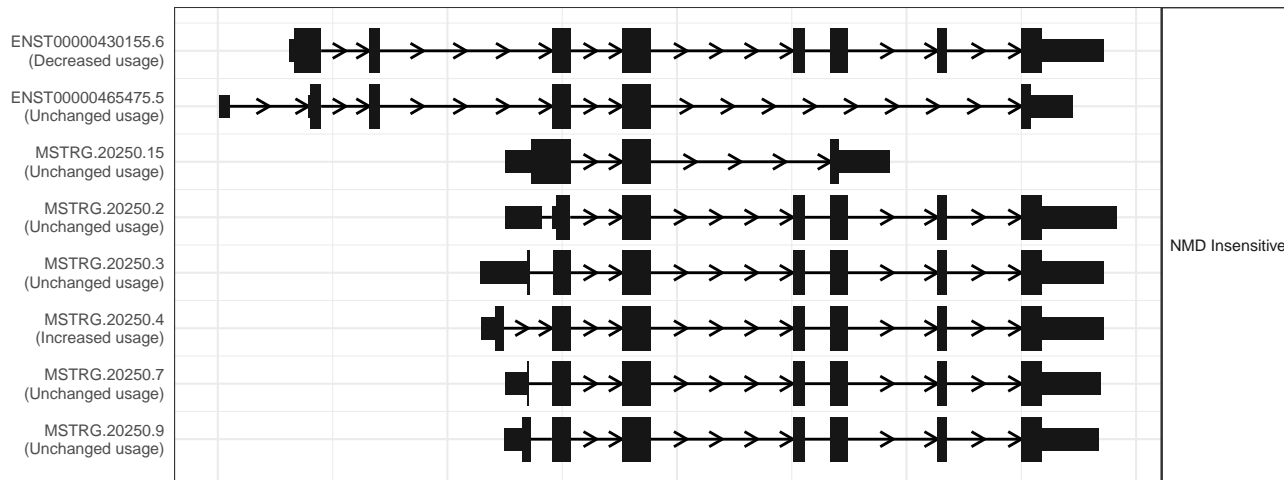 ENST00000430155.6
(Decreased usage)
ENST00000465475.5
(Unchanged usage)
MSTRG.20250.15
(Unchanged usage)
MSTRG.20250.2
(Unchanged usage)
MSTRG.20250.3
(Unchanged usage)
MSTRG.20250.4
(Increased usage)
MSTRG.20250.7
(Unchanged usage)
MSTRG.20250.9
(Unchanged usage)
NMD Insensitive